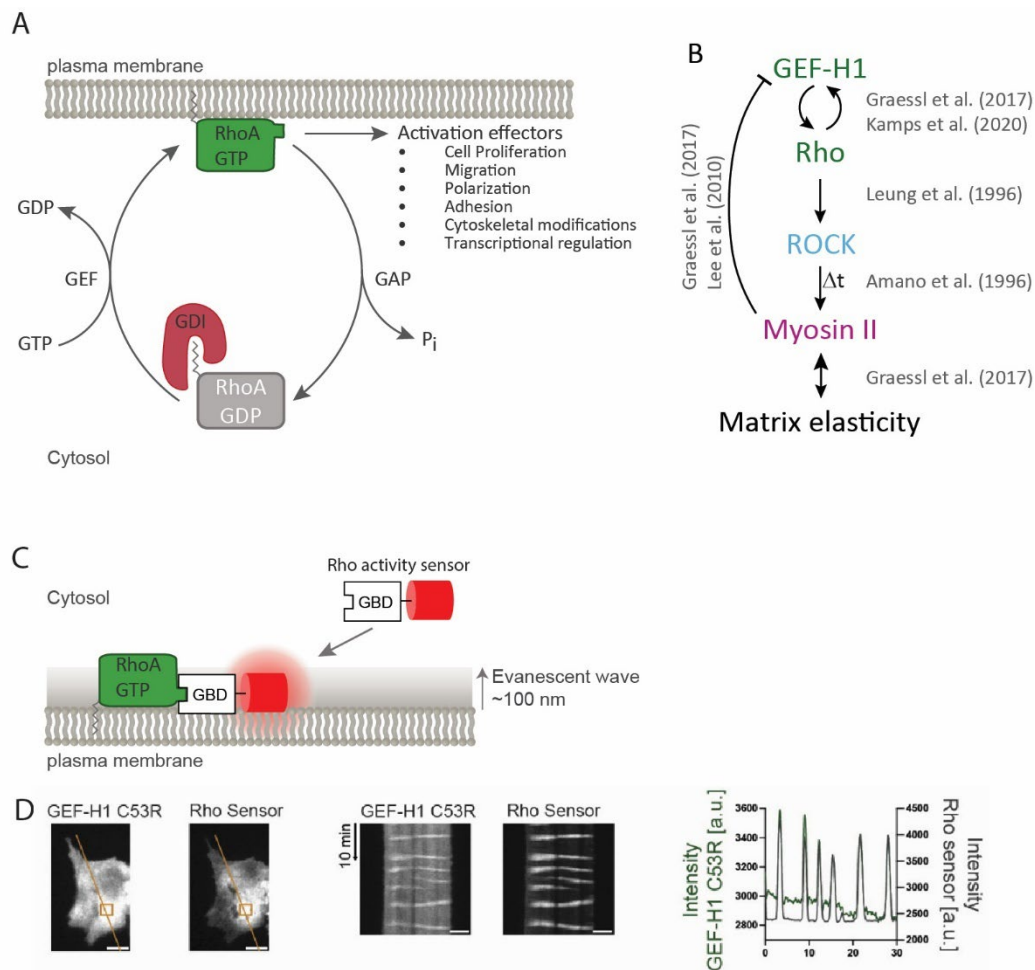 A
plasma membrane
RhoA
GTP
Activation effectors
• Cell Proliferation
• Migration
• Polarization
• Adhesion
• Cytoskeletal modifications
• Transcriptional regulation
GDP
GEF
GTP
GAP
Pi
GDI
RhoA
GDP
Cytosol
B
GEF-H1
Graessl et al. (2017)
Kamps et al. (2020)
Rho
Leung et al. (1996)
ROCK
Δt
Amano et al. (1996)
Myosin II
Graessl et al. (2017)
Matrix elasticity
Graessl et al. (2017)
Lee et al. (2010)
C
Cytosol
Rho activity sensor
GBD
RhoA
GTP
GBD
Evanescent wave
~100 nm
plasma membrane
D
GEF-H1 C53R
Rho Sensor
GEF-H1 C53R
Rho Sensor
10 min
Intensity
GEF-H1 C53R [a.u.]
3600
3400
3200
3000
2800
4500
4000
3500
3000
2500
2000
0
10
20
30
Intensity
Rho sensor [a.u.]